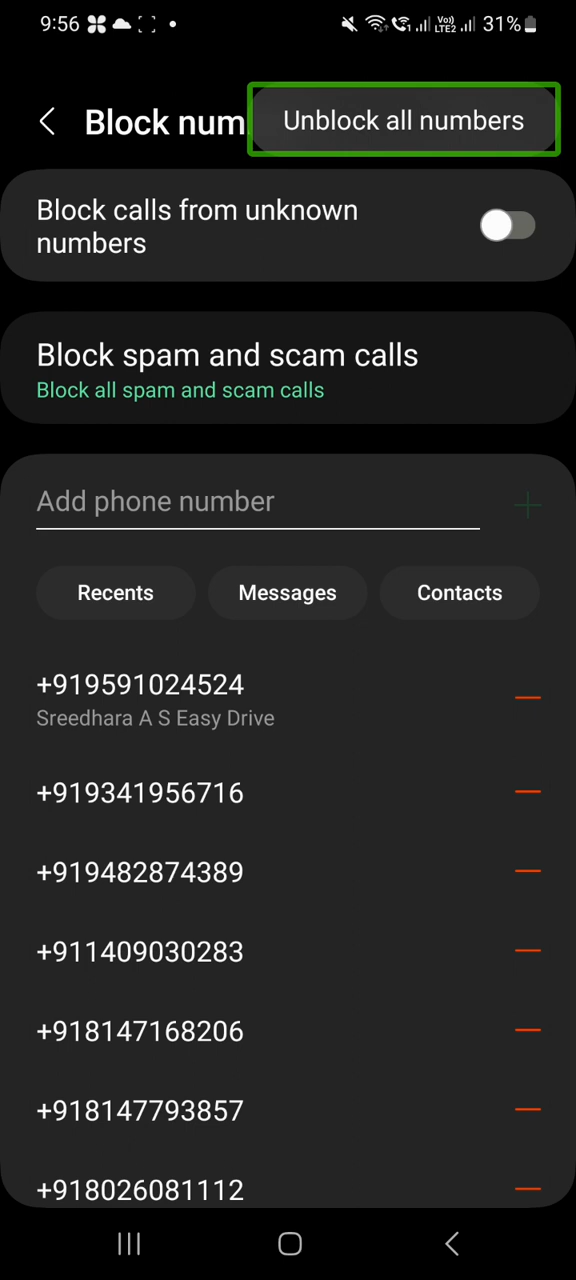 9:56 Vo)) LTE2 31%
Block num
Unblock all numbers
Block calls from unknown
numbers
Block spam and scam calls
Block all spam and scam calls
Add phone number
Recents Messages Contacts
+919591024524
Sreedhara A S Easy Drive
+919341956716
+919482874389
+911409030283
+918147168206
+918147793857
+918026081112